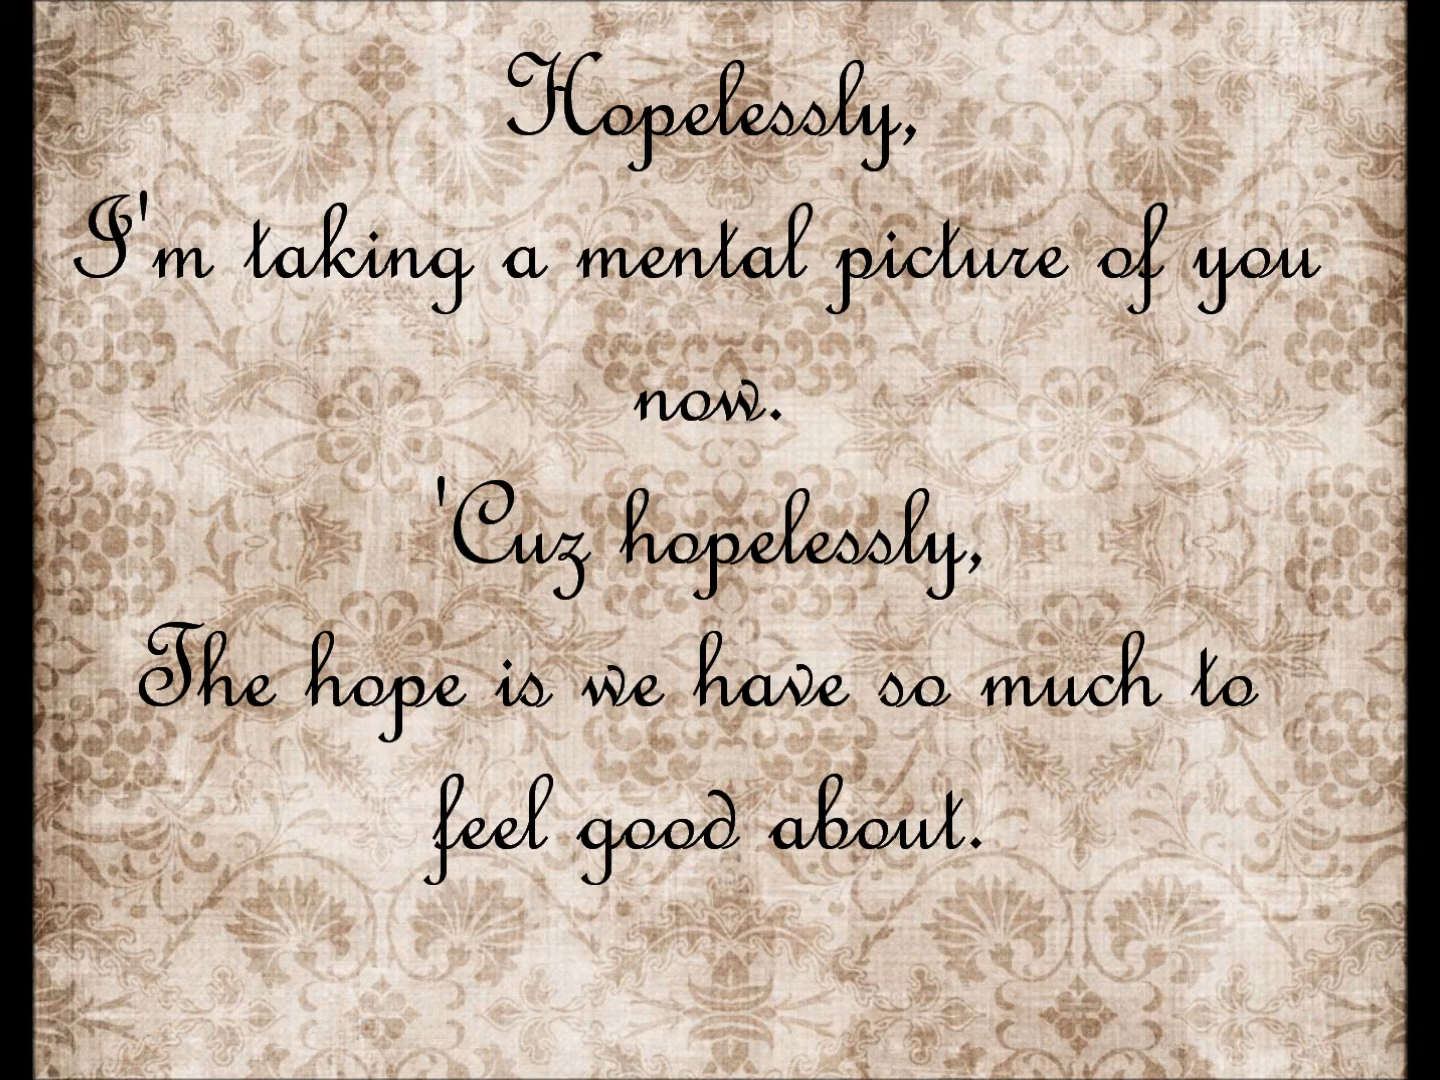 Hopelessly,
I'm taking a mental picture of you
now.
'Cuz hopelessly,
The hope is we have so much to
feel good about.